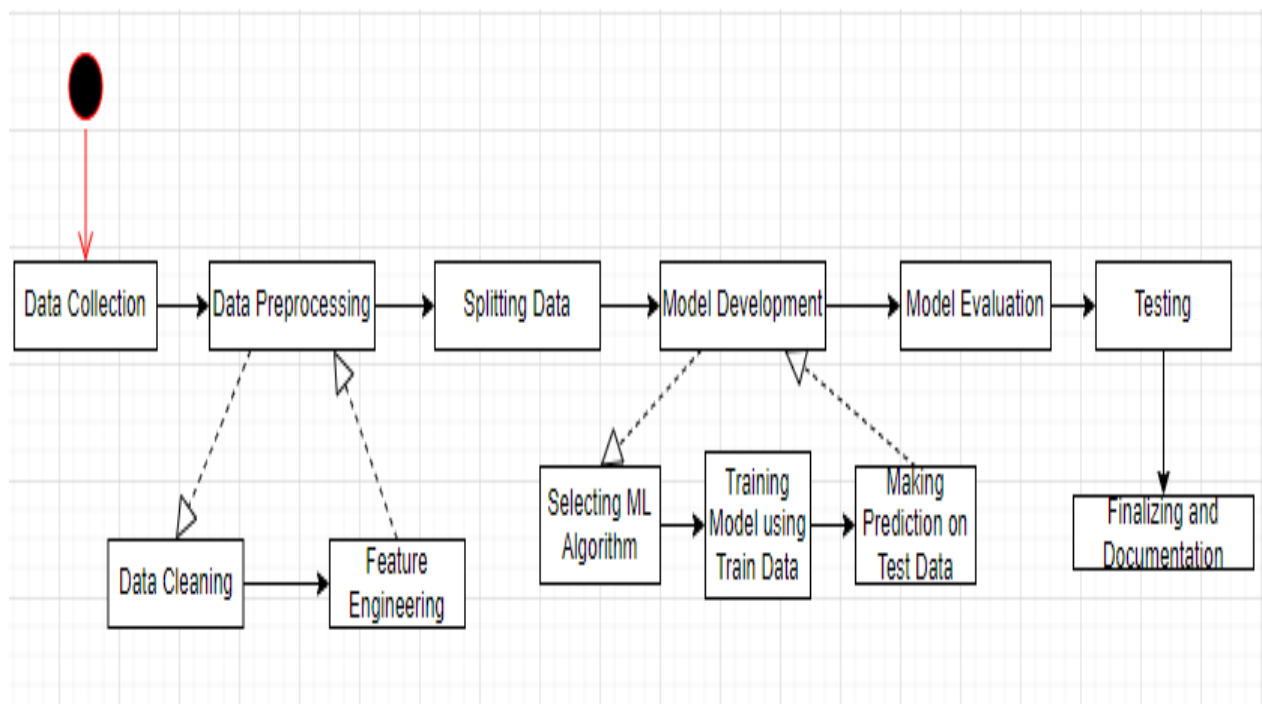 Data Collection
Data Preprocessing
Splitting Data
Model Development
Model Evaluation
Testing
Data Cleaning
Feature
Engineering
Selecting ML
Algorithm
Training
Model using
Train Data
Making
Prediction on
Test Data
Finalizing and
Documentation